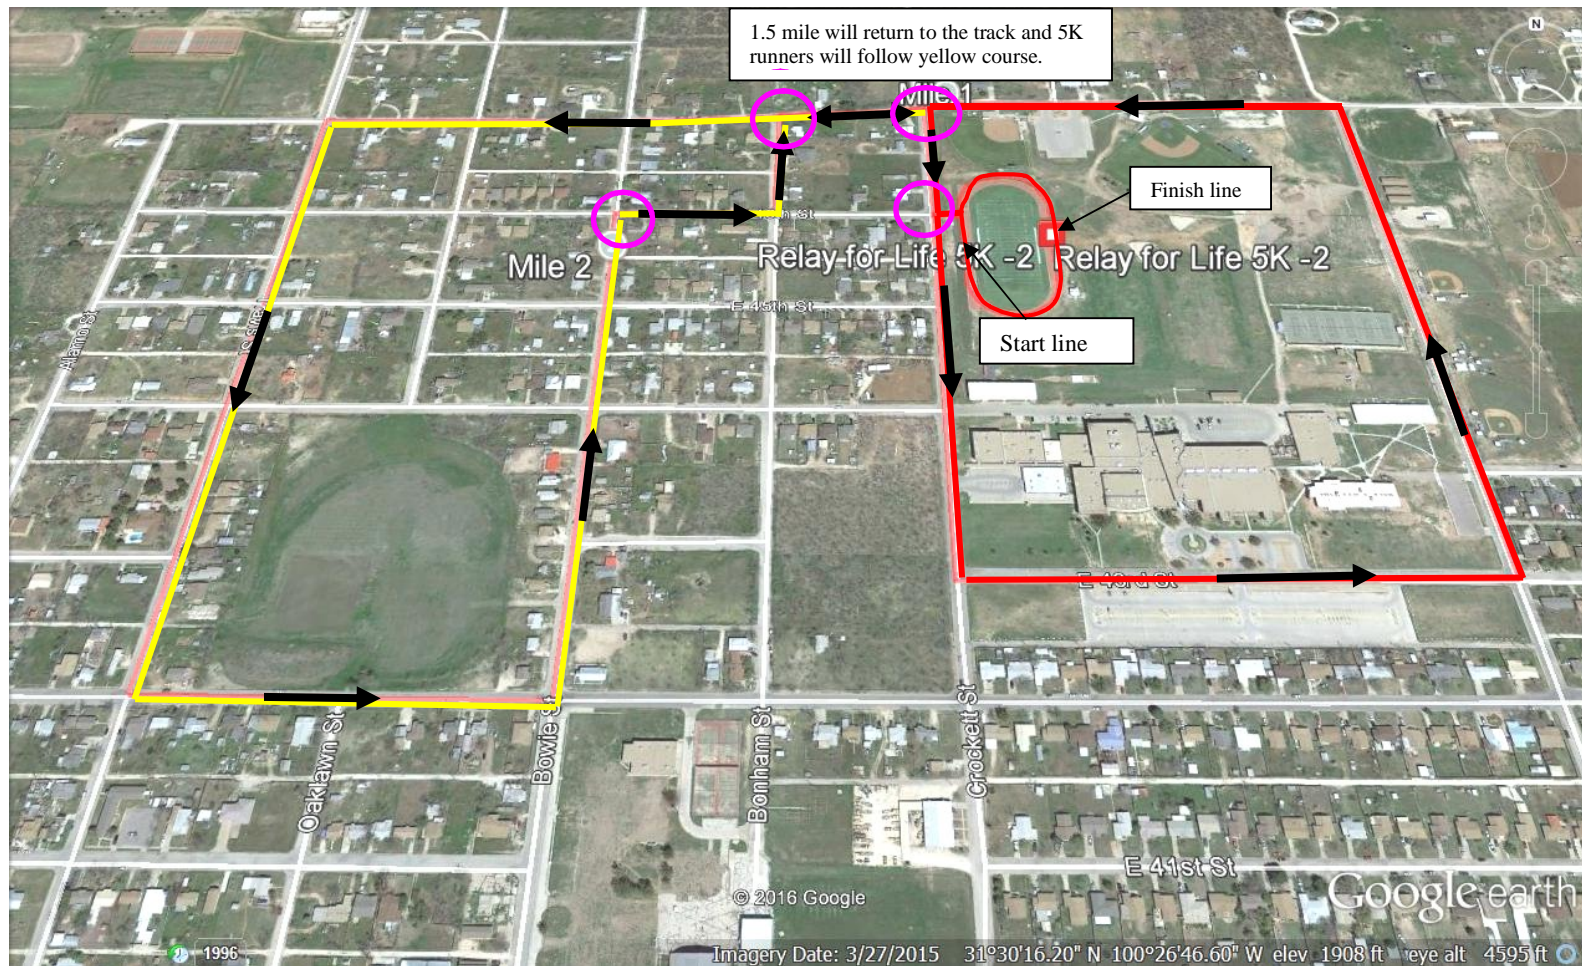 1.5 mile will return to the track and 5K
runners will follow yellow course.
N
Mile 1
Finish line
Mile 2
Relay for Life 5K -2
Relay for Life 5K -2
E 45th St
Start line
Alamo St
E 43rd St
Oaklawn St
Bowie St
Bonham St
Crockett St
E 41st St
© 2016 Google
Google earth
1996
Imagery Date: 3/27/2015 31°30'16.20" N 100°26'46.60" W elev 1908 ft eye alt 4595 ft